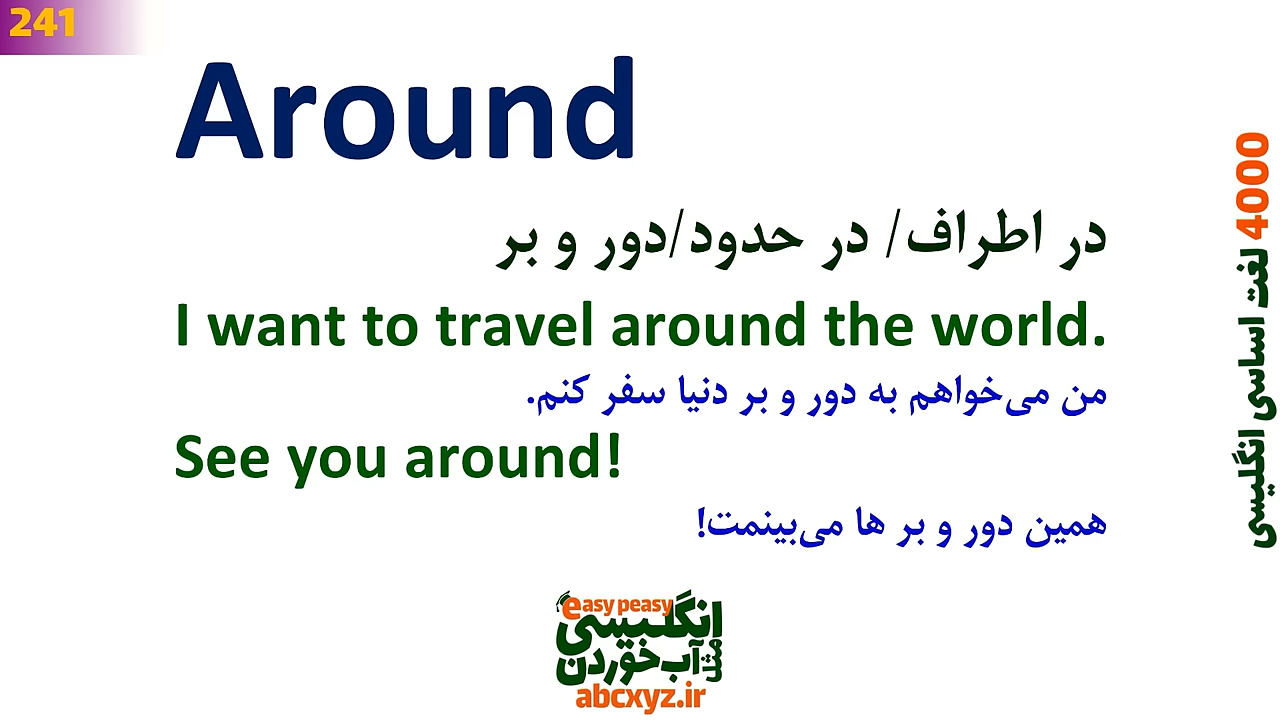 241
Around
در اطراف/ در حدود/دور و بر
I want to travel around the world.
من می‌خواهم به دور و بر دنیا سفر کنم.
See you around!
همین دور و بر ها می‌بینمت!
4000 لغت اساسی انگلیسی
easy peasy
انگلیسی
مثل آب خوردن
abcxyz.ir